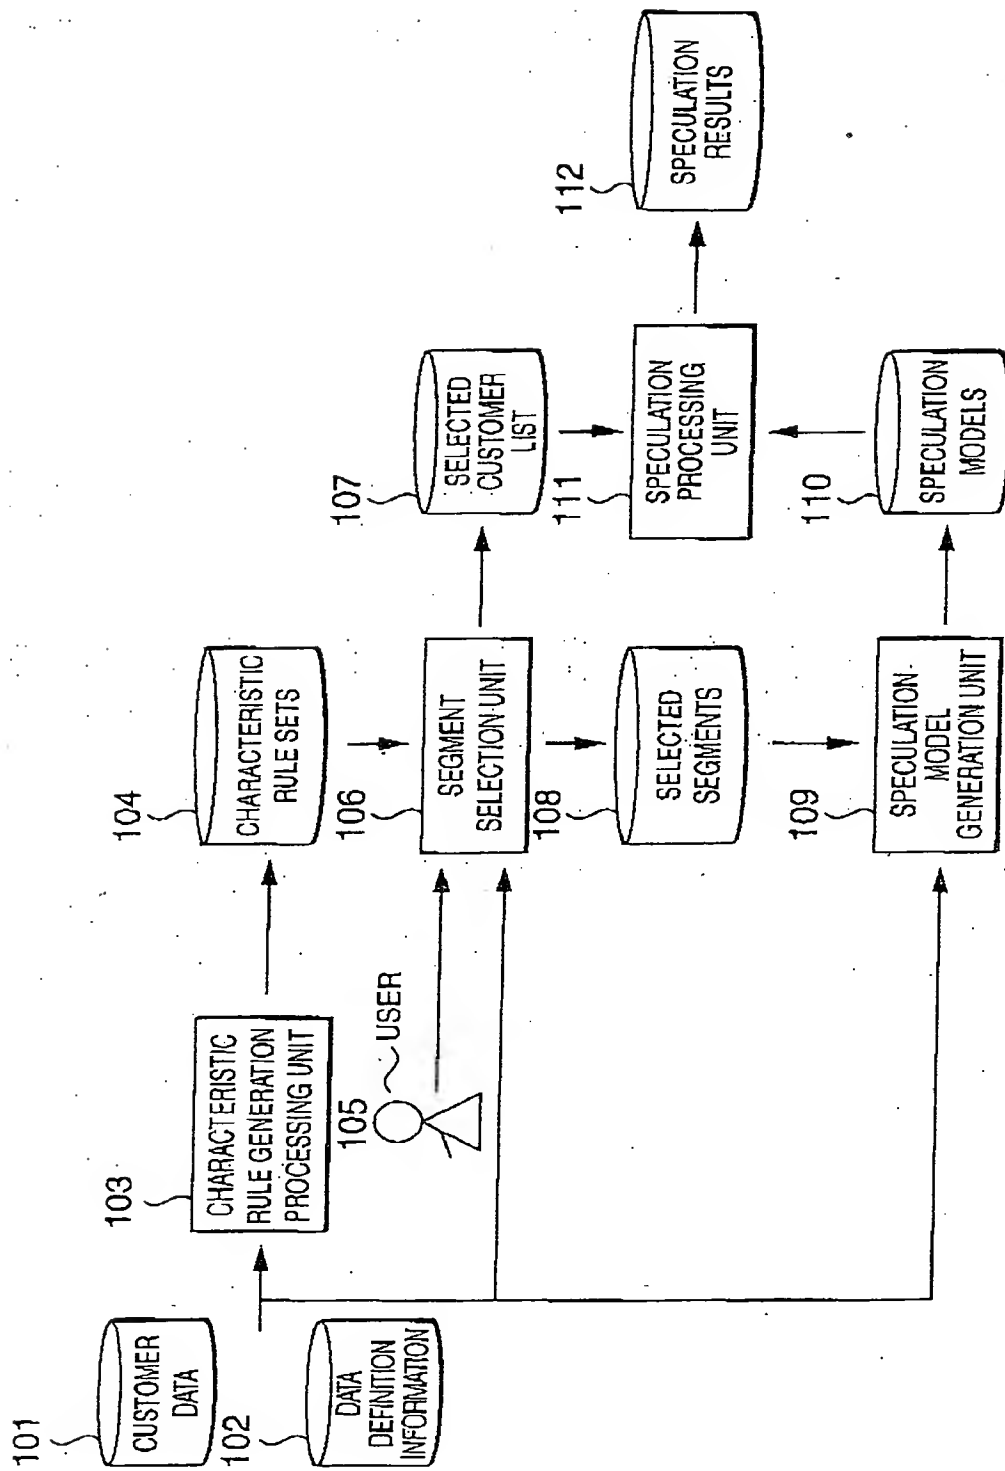 101
CUSTOMER
DATA
102
DATA
DEFINITION
INFORMATION
103
CHARACTERISTIC
RULE GENERATION
PROCESSING UNIT
104
CHARACTERISTIC
RULE SETS
105
USER
106
SEGMENT
SELECTION UNIT
107
SELECTED
CUSTOMER
LIST
108
SELECTED
SEGMENTS
109
SPECULATION
MODEL
GENERATION UNIT
110
SPECULATION
MODELS
111
SPECULATION
PROCESSING
UNIT
112
SPECULATION
RESULTS